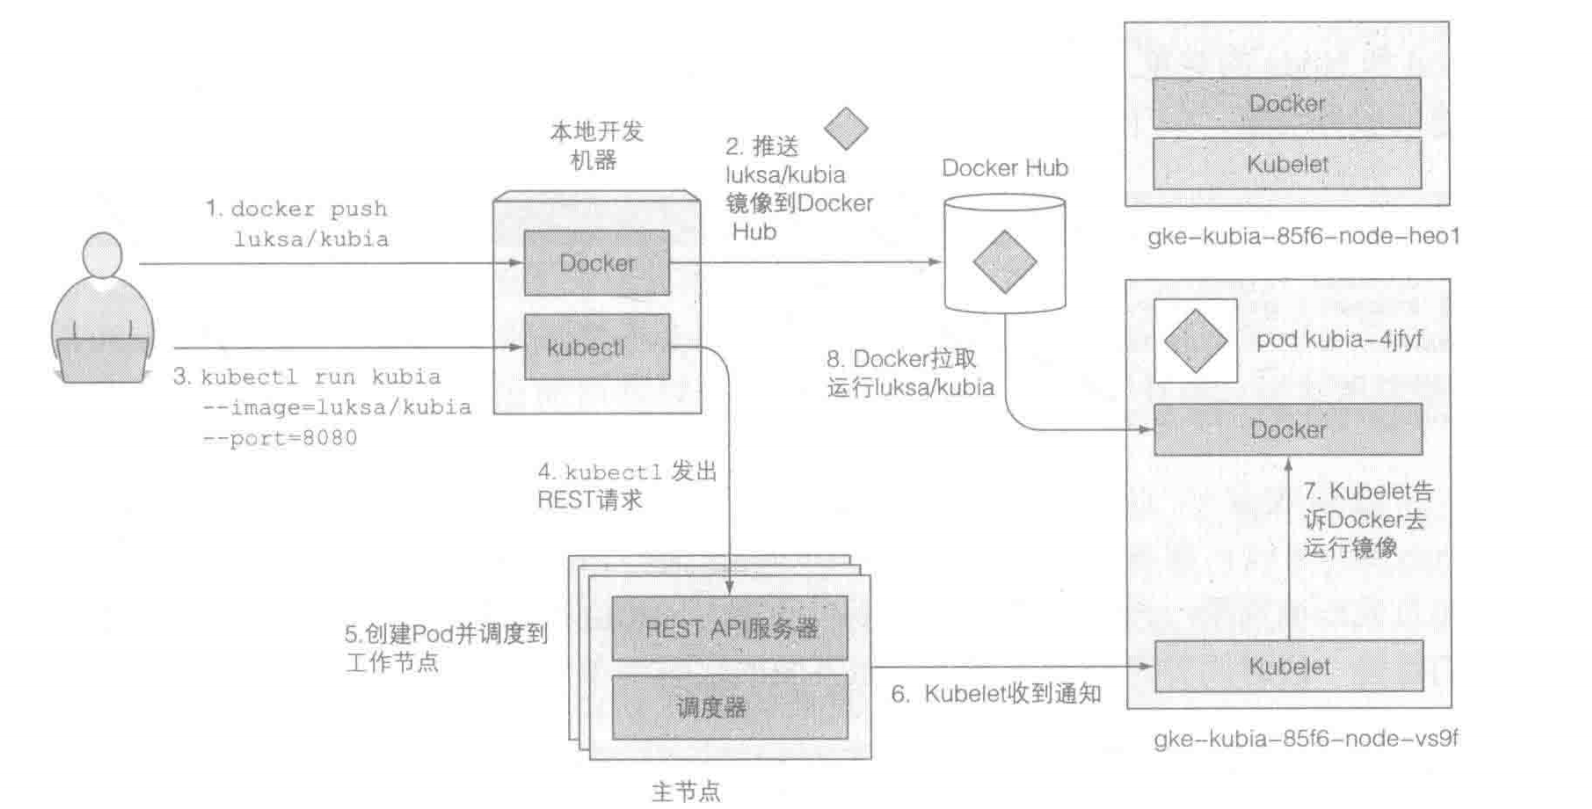 本地开发
机器
1. docker push
luksa/kubia
Docker
kubectl
3. kubectl run kubia
--image=luksa/kubia
--port=8080
2. 推送
luksa/kubia
镜像到Docker
Hub
Docker Hub
4. kubectl 发出
REST请求
5.创建Pod并调度到
工作节点
REST API服务器
调度器
主节点
6. Kubelet收到通知
Docker
Kubelet
gke-kubia-85f6-node-heo1
pod kubia-4jfyf
8. Docker拉取
运行luksa/kubia
Docker
7. Kubelet告
诉Docker去
运行镜像
Kubelet
gke-kubia-85f6-node-vs9f